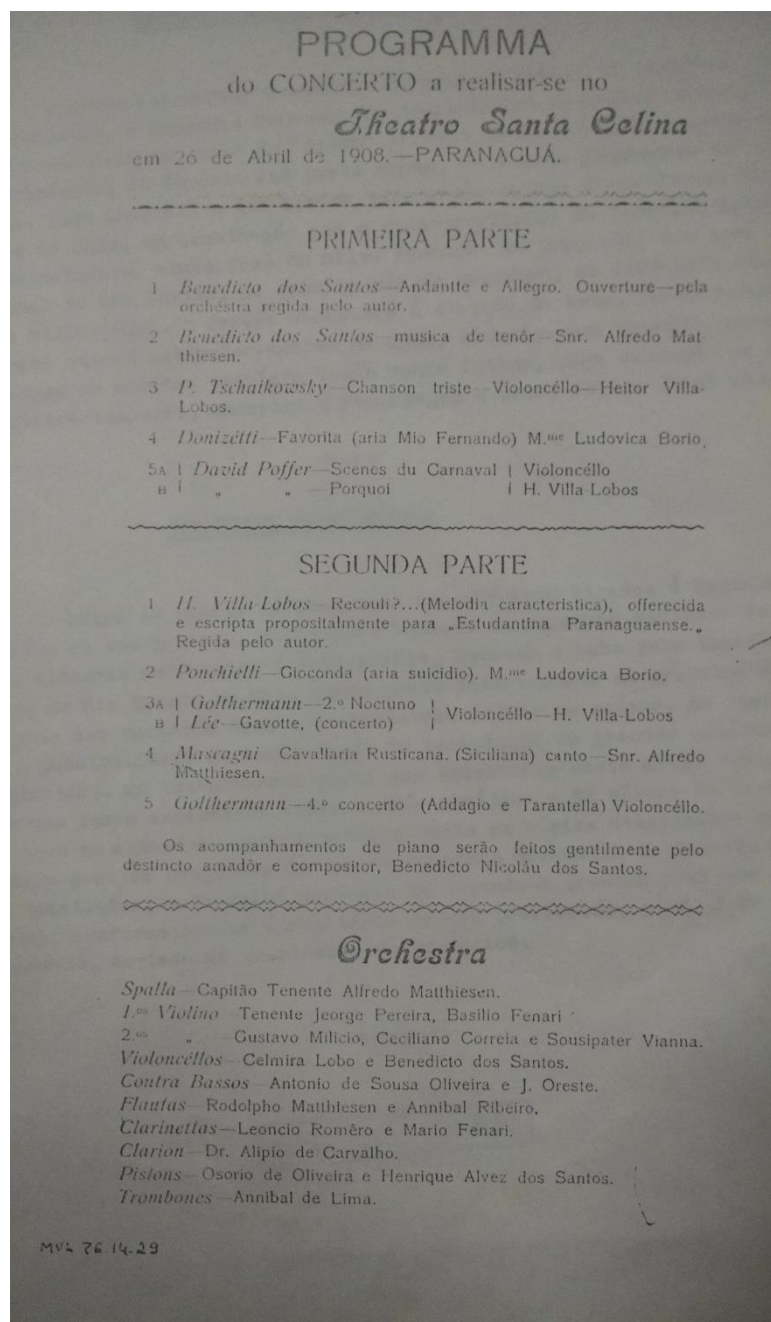 PROGRAMMA
do CONCERTO a realisar-se no
Theatro Santa Celina
em 26 de Abril de 1908.—PARANAGUÁ.
PRIMEIRA PARTE
1 Benedicto dos Santos—Andantte e Allegro. Ouverture—pela
orchéstra regida pelo autor.
2 Benedicto dos Santos—musica de tenôr—Snr. Alfredo Mat
thiesen.
3 P. Tschaikowsky—Chanson triste—Violoncéllo—Heitor Villa-
Lobos.
4 Donizétti—Favorita (aria Mio Fernando) M.me Ludovica Borio.
5A | David Poffer—Scenes du Carnaval | Violoncéllo
B | „ „ —Porquoi | H. Villa-Lobos
SEGUNDA PARTE
1 H. Villa-Lobos—Recouli?...(Melodia caracteristica), offerecida
e escripta propositalmente para „Estudantina Paranaguaense.„
Regida pelo autor.
2 Ponchielli—Gioconda (aria suicidio). M.me Ludovica Borio.
3A | Golthermann—2.º Noctuno | Violoncéllo—H. Villa-Lobos
B | Lée—Gavotte, (concerto) |
4 Mascagni—Cavallaria Rusticana. (Siciliana) canto—Snr. Alfredo
Matthiesen.
5 Golthermann—4.º concerto (Addagio e Tarantella) Violoncéllo.
Os acompanhamentos de piano serão feitos gentilmente pelo
destincto amadôr e compositor, Benedicto Nicoláu dos Santos.
Orchestra
Spalla—Capitão Tenente Alfredo Matthiesen.
1.os Violino—Tenente Jeorge Pereira, Basilio Fenari
2.os „ —Gustavo Milicio, Ceciliano Correia e Sousipater Vianna.
Violoncéllos—Celmira Lobo e Benedicto dos Santos.
Contra Bassos—Antonio de Sousa Oliveira e J. Oreste.
Flautas—Rodolpho Matthiesen e Annibal Ribeiro.
Clarinettas—Leoncio Romêro e Mario Fenari.
Clarion—Dr. Alipio de Carvalho.
Pistons—Osorio de Oliveira e Henrique Alvez dos Santos.
Trombones—Annibal de Lima.
MVL 76.14.29